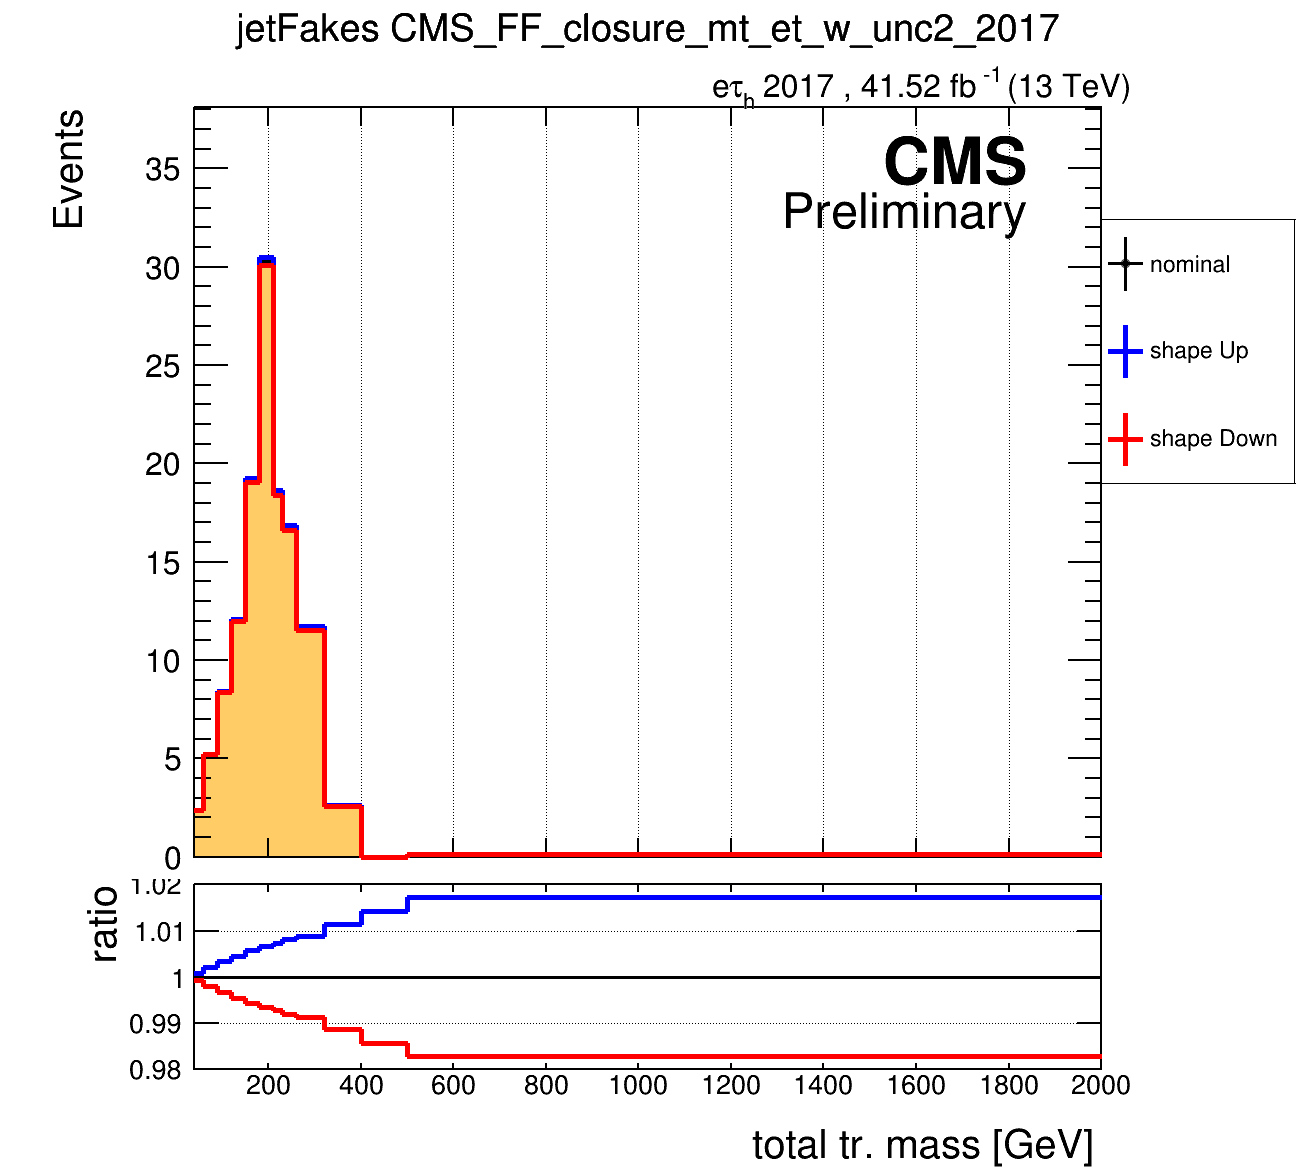 jetFakes CMS_FF_closure_mt_et_w_unc2_2017
eτh 2017 , 41.52 fb -1 (13 TeV)
Events
CMS
Preliminary
35
30
25
20
15
10
5
0
nominal
shape Up
shape Down
ratio
1.02
1.01
1
0.99
0.98
200 400 600 800 1000 1200 1400 1600 1800 2000
total tr. mass [GeV]